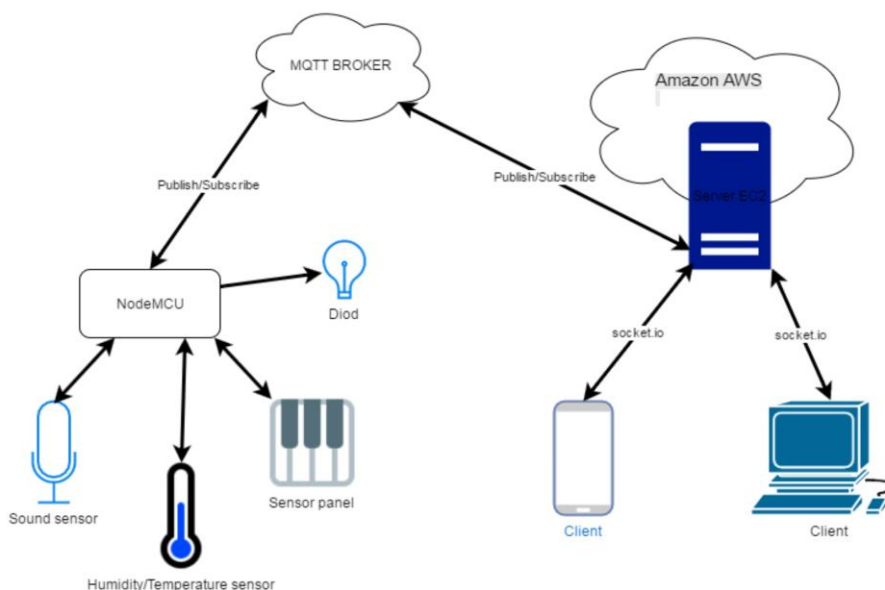 MQTT BROKER
Amazon AWS
Publish/Subscribe
Publish/Subscribe
Server EC2
NodeMCU
Diod
socket.io
socket.io
Sound sensor
Sensor panel
Client
Client
Humidity/Temperature sensor